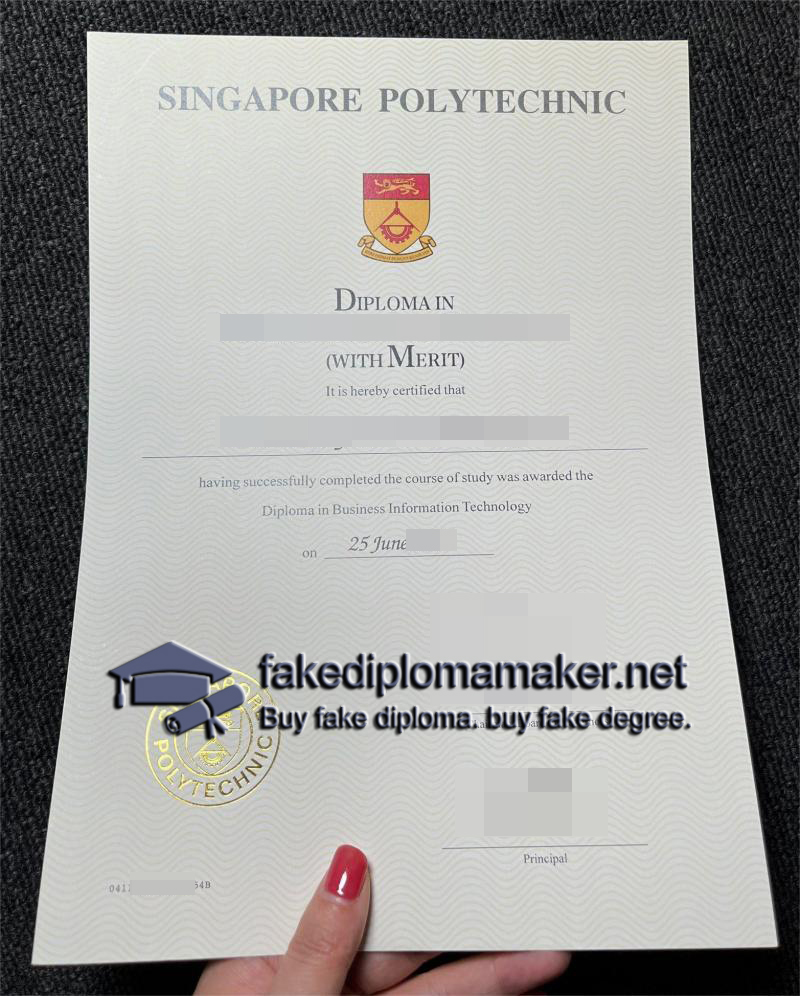 SINGAPORE POLYTECHNIC
DIPLOMA IN
(WITH MERIT)
It is hereby certified that
having successfully completed the course of study was awarded the
Diploma in Business Information Technology
on 25 June
fakediplomamaker.net
Buy fake diploma. buy fake degree.
POLYTECHNIC
Principal
041 54B